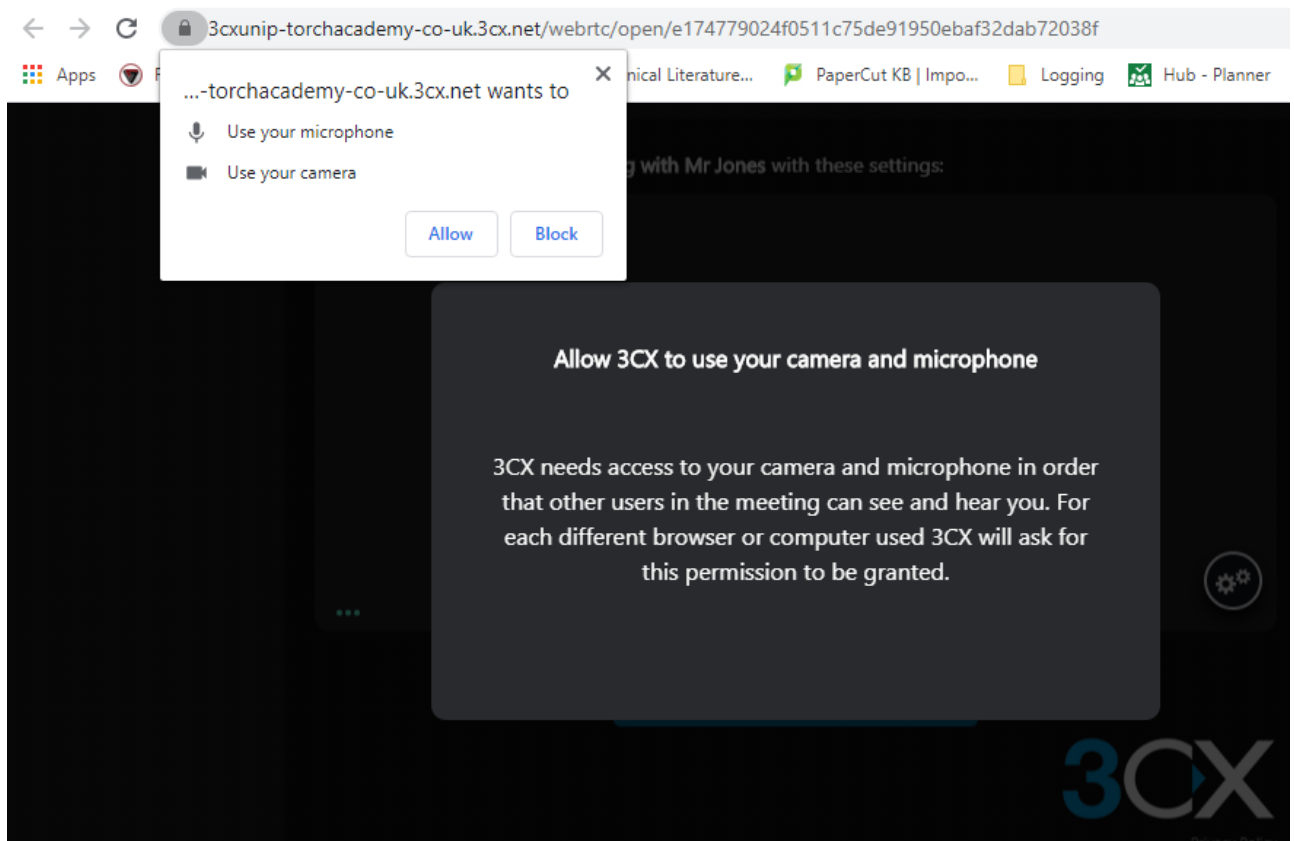 3cxunip-torchacademy-co-uk.3cx.net/webrtc/open/e174779024f0511c75de91950ebaf32dab72038f
Apps
nical Literature...
PaperCut KB | Impo...
Logging
Hub - Planner
...-torchacademy-co-uk.3cx.net wants to
Use your microphone
Use your camera
Allow
Block
with Mr Jones with these settings:
Allow 3CX to use your camera and microphone
3CX needs access to your camera and microphone in order
that other users in the meeting can see and hear you. For
each different browser or computer used 3CX will ask for
this permission to be granted.
3CX